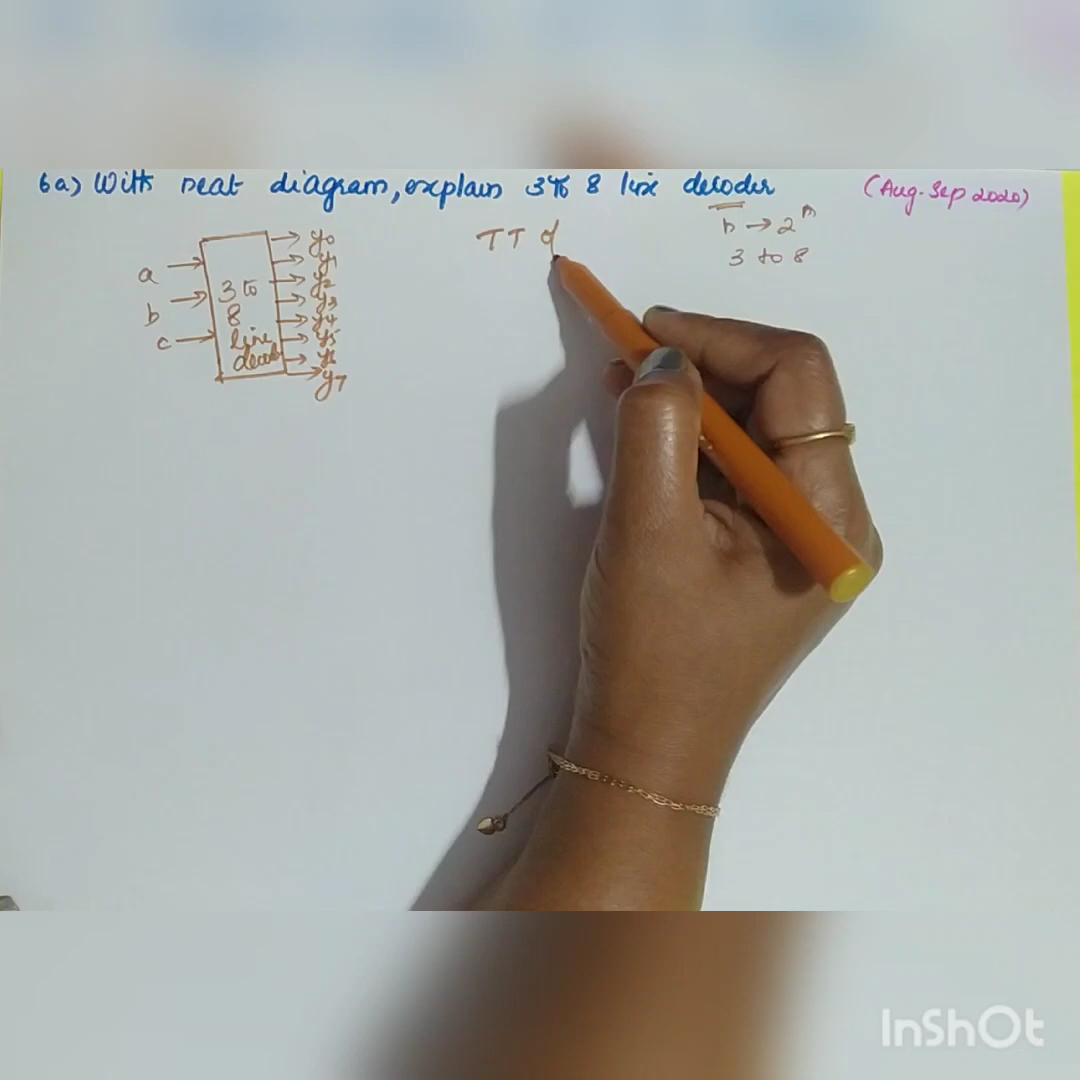 6a) With neat diagram, explain 3 to 8 line decoder (Aug-Sep 2020)
n → 2ⁿ
3 to 8
TT of
a
b
c
3 to
8
line
decod
y0
y1
y2
y3
y4
y5
y6
y7
InShOt